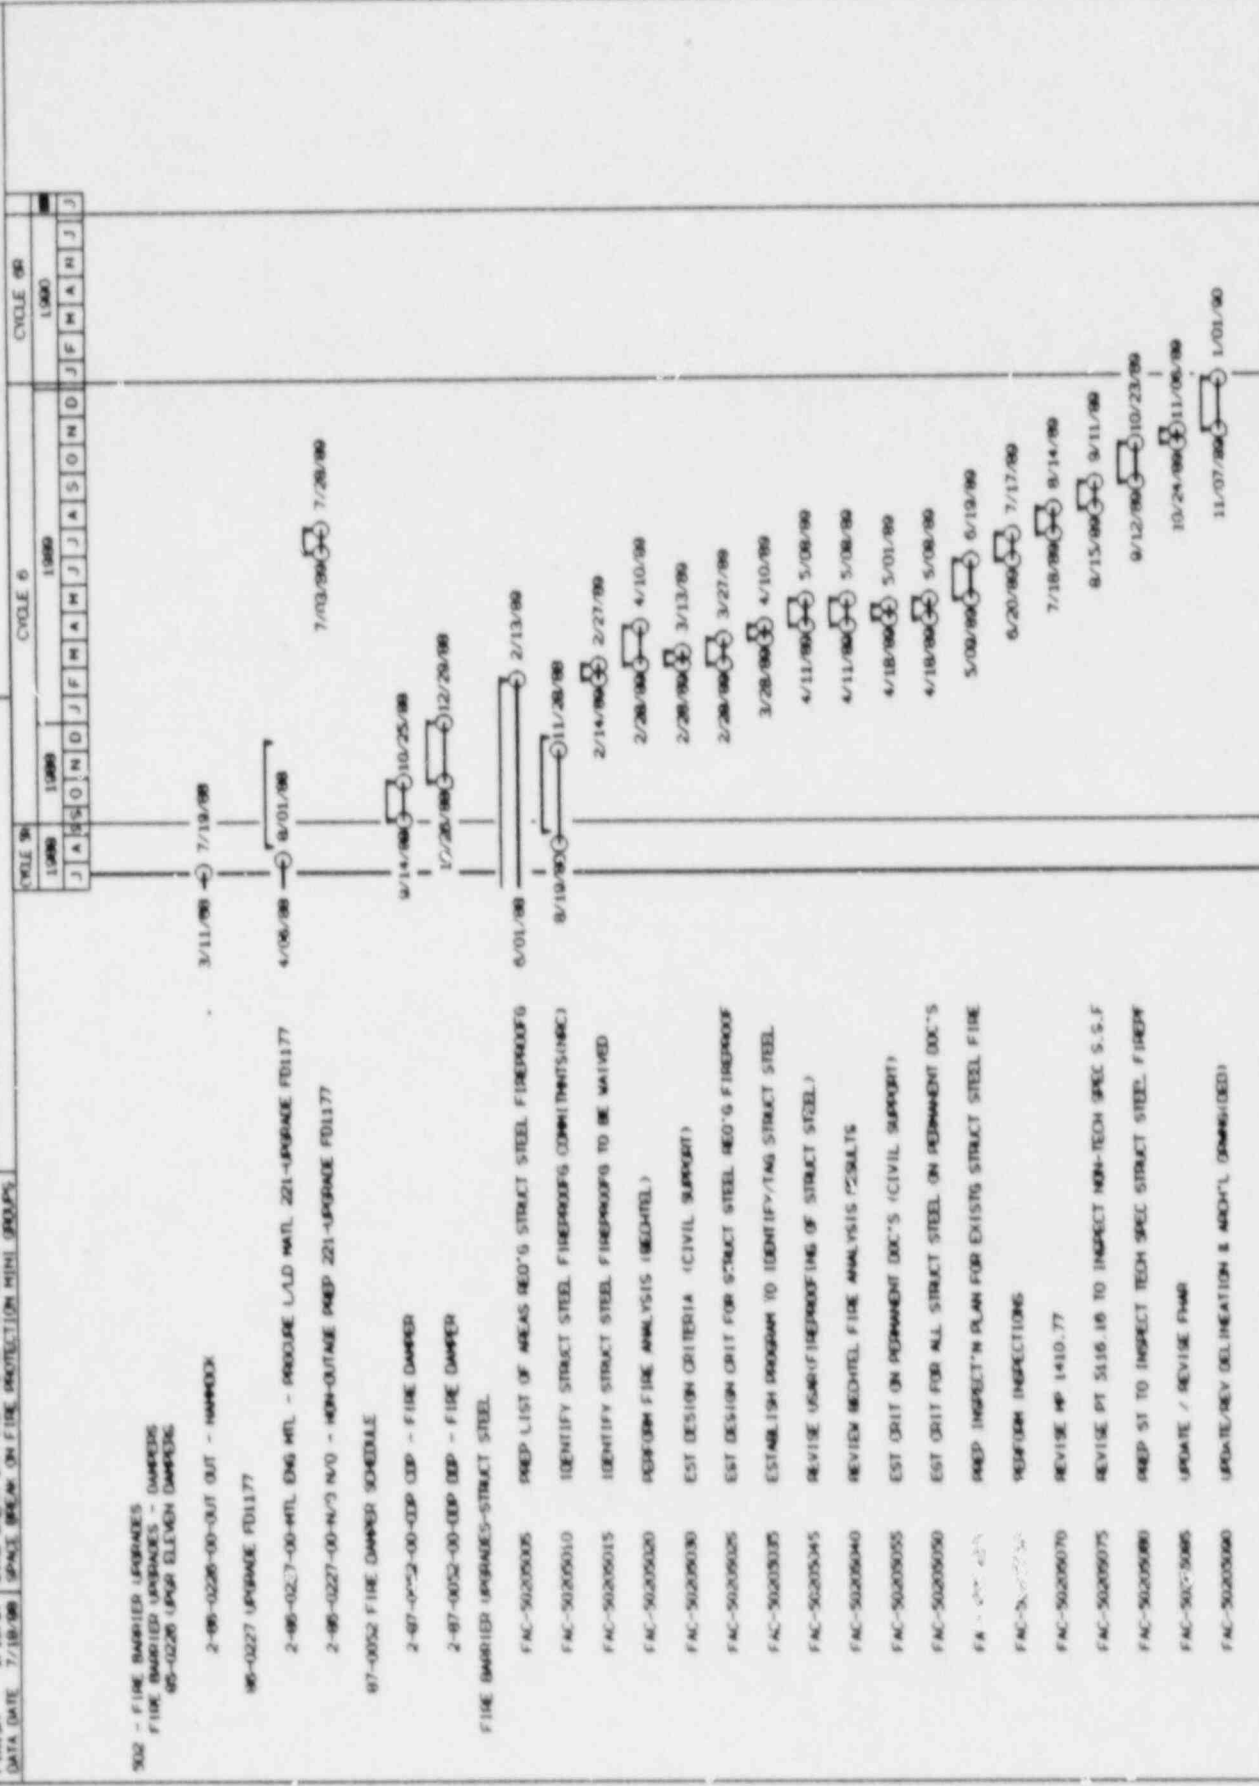 DATA DATE 7/18/88 SPACE BREAK ON FIRE PROTECTION MINI GROUPS
CYCLE 6 CYCLE 6R
1988 1988 1989 1990
J A S S O N D J F M A M J J A S O N D J F M A M J J
502 - FIRE BARRIER UPGRADES
FIRE BARRIER UPGRADES - DAMPERS
85-0226 UPGR ELEVEN DAMPERS
2-85-0226-00-OUT OUT - HAMMOCK 3/11/88 7/19/88
85-0227 UPGRADE FD1177
2-85-0227-00-MTL ENG MTL - PROCURE L/LD MATL 221-UPGRADE FD1177 4/06/88 8/01/88
2-85-0227-00-N/O N/O - NON-OUTAGE PREP 221-UPGRADE FD1177 7/03/89 7/28/89
87-0052 FIRE DAMPER SCHEDULE
2-87-0052-00-CDP CDP - FIRE DAMPER 9/14/88 10/25/88
2-87-0052-00-DDP DDP - FIRE DAMPER 10/26/88 12/29/88
FIRE BARRIER UPGRADES-STRUCT STEEL
FAC-50205005 PREP LIST OF AREAS REQ'G STRUCT STEEL FIREPROOFG 6/01/88 2/13/89
FAC-50205010 IDENTIFY STRUCT STEEL FIREPROOFG COMMITMNTS(NRC) 8/19/88 11/28/88
FAC-50205015 IDENTIFY STRUCT STEEL FIREPROOFG TO BE WAIVED 2/14/89 2/27/89
FAC-50205020 PERFORM FIRE ANALYSIS (BECHTEL) 2/28/89 4/10/89
FAC-50205030 EST DESIGN CRITERIA (CIVIL SUPPORT) 2/28/89 3/13/89
FAC-50205025 EST DESIGN CRIT FOR STRUCT STEEL REQ'G FIREPROOF 2/28/89 3/27/89
FAC-50205035 ESTABLISH PROGRAM TO IDENTIFY/TAG STRUCT STEEL 3/28/89 4/10/89
FAC-50205045 REVISE USAR(FIREPROOFING OF STRUCT STEEL) 4/11/89 5/08/89
FAC-50205040 REVIEW BECHTEL FIRE ANALYSIS RESULTS 4/11/89 5/08/89
FAC-50205055 EST CRIT ON PERMANENT DOC'S (CIVIL SUPPORT) 4/18/89 5/01/89
FAC-50205050 EST CRIT FOR ALL STRUCT STEEL ON PERMANENT DOC'S 4/18/89 5/08/89
PREP INSPECT'N PLAN FOR EXISTG STRUCT STEEL FIRE 5/09/89 6/19/89
PERFORM INSPECTIONS 6/20/89 7/17/89
FAC-50205070 REVISE MP 1410.77 7/18/89 8/14/89
FAC-50205075 REVISE PT 5116.16 TO INSPECT NON-TECH SPEC S.S.F 8/15/89 9/11/89
FAC-50205080 PREP ST TO INSPECT TECH SPEC STRUCT STEEL FIREPF 9/12/89 10/23/89
FAC-50205085 UPDATE / REVISE FHAR 10/24/89 11/06/89
FAC-50205090 UPDATE/REV DELINEATION & ARCH'L DRWNG(DED) 11/07/89 1/01/90